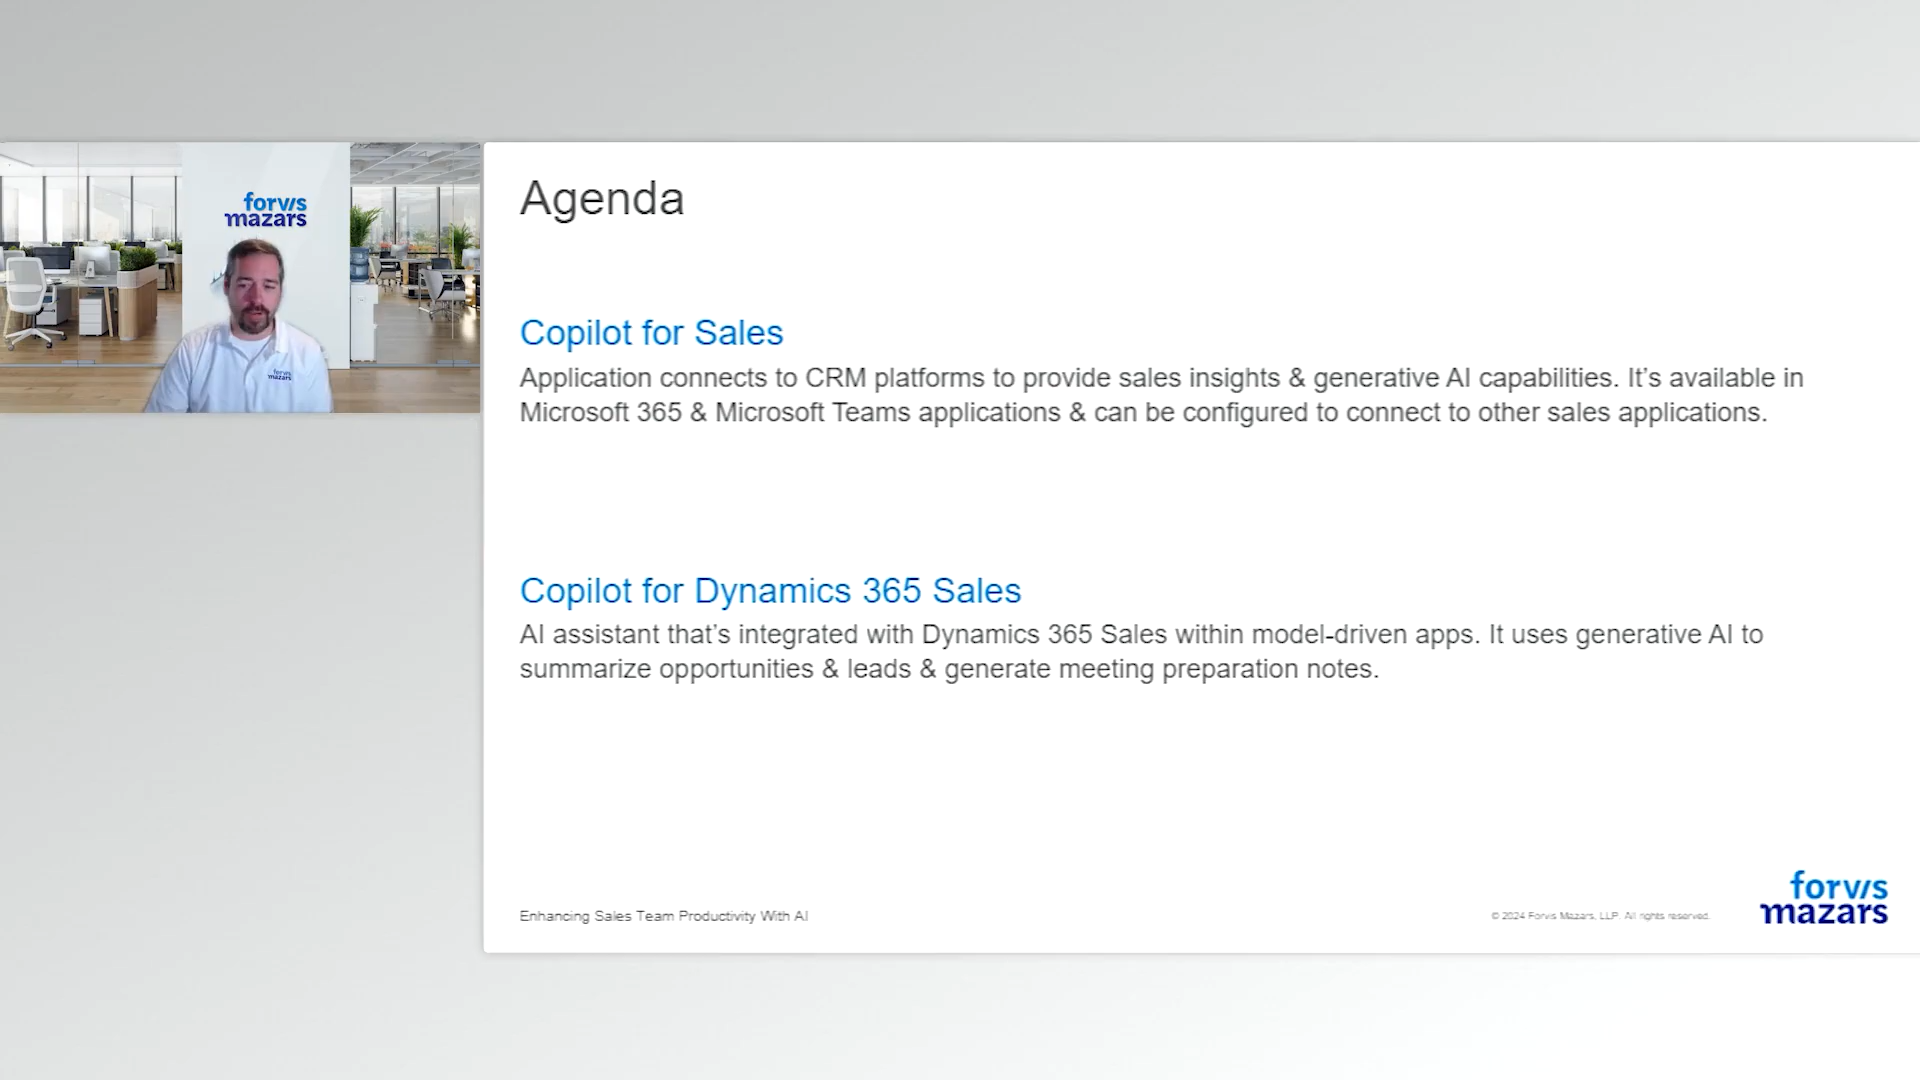 forvis
mazars
forvis
mazars
Agenda
Copilot for Sales
Application connects to CRM platforms to provide sales insights & generative AI capabilities. It’s available in
Microsoft 365 & Microsoft Teams applications & can be configured to connect to other sales applications.
Copilot for Dynamics 365 Sales
AI assistant that’s integrated with Dynamics 365 Sales within model-driven apps. It uses generative AI to
summarize opportunities & leads & generate meeting preparation notes.
Enhancing Sales Team Productivity With AI
© 2024 Forvis Mazars, LLP. All rights reserved.
forvis
mazars